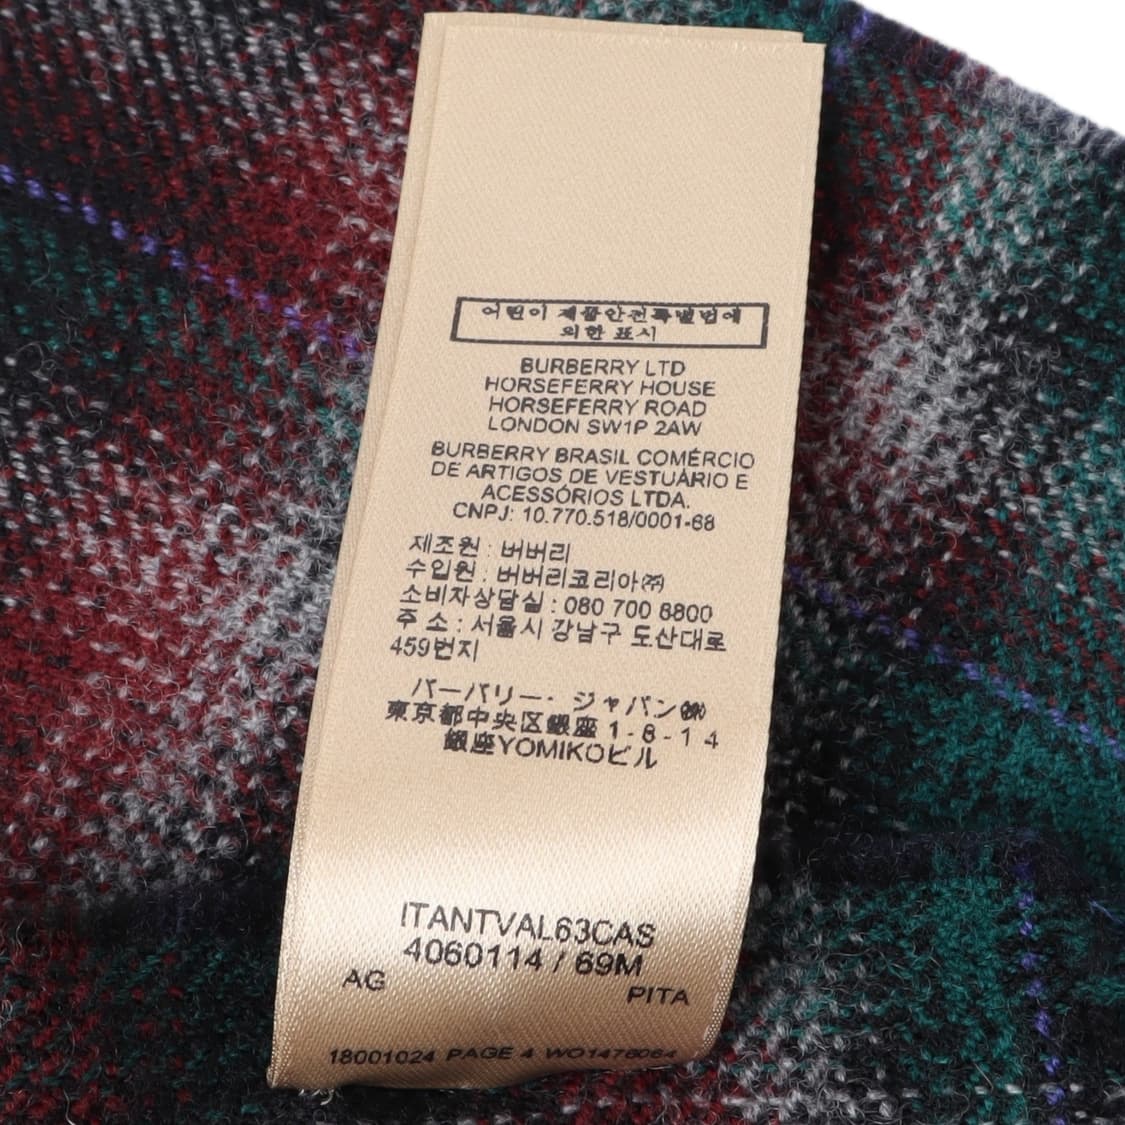 어린이 제품안전특별법에
의한 표시
BURBERRY LTD
HORSEFERRY HOUSE
HORSEFERRY ROAD
LONDON SW1P 2AW
BURBERRY BRASIL COMÉRCIO
DE ARTIGOS DE VESTUÁRIO E
ACESSÓRIOS LTDA.
CNPJ: 10.770.518/0001-68
제조원 : 버버리
수입원 : 버버리코리아㈜
소비자상담실 : 080 700 8800
주 소 : 서울시 강남구 도산대로
459번지
バーバリー・ジャパン㈱
東京都中央区銀座 1-8-14
銀座YOMIKOビル
ITANTVAL63CAS
4060114 / 69M
AG
PITA
18001024 PAGE 4 WO1478064